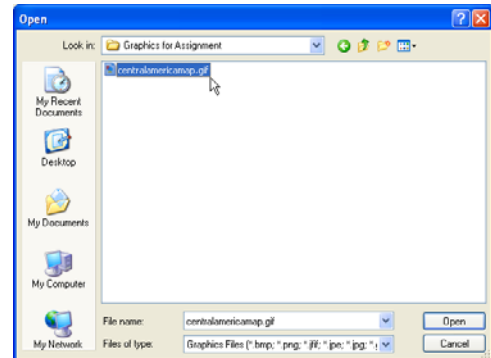 Open
Look in:
Graphics for Assignment
centralamericamap.gif
My Recent
Documents
Desktop
My Documents
My Computer
My Network
File name:
centralamericamap.gif
Open
Files of type:
Graphics Files (*.bmp; *.png; *.jfif; *.jpe; *.jpg; *.
Cancel